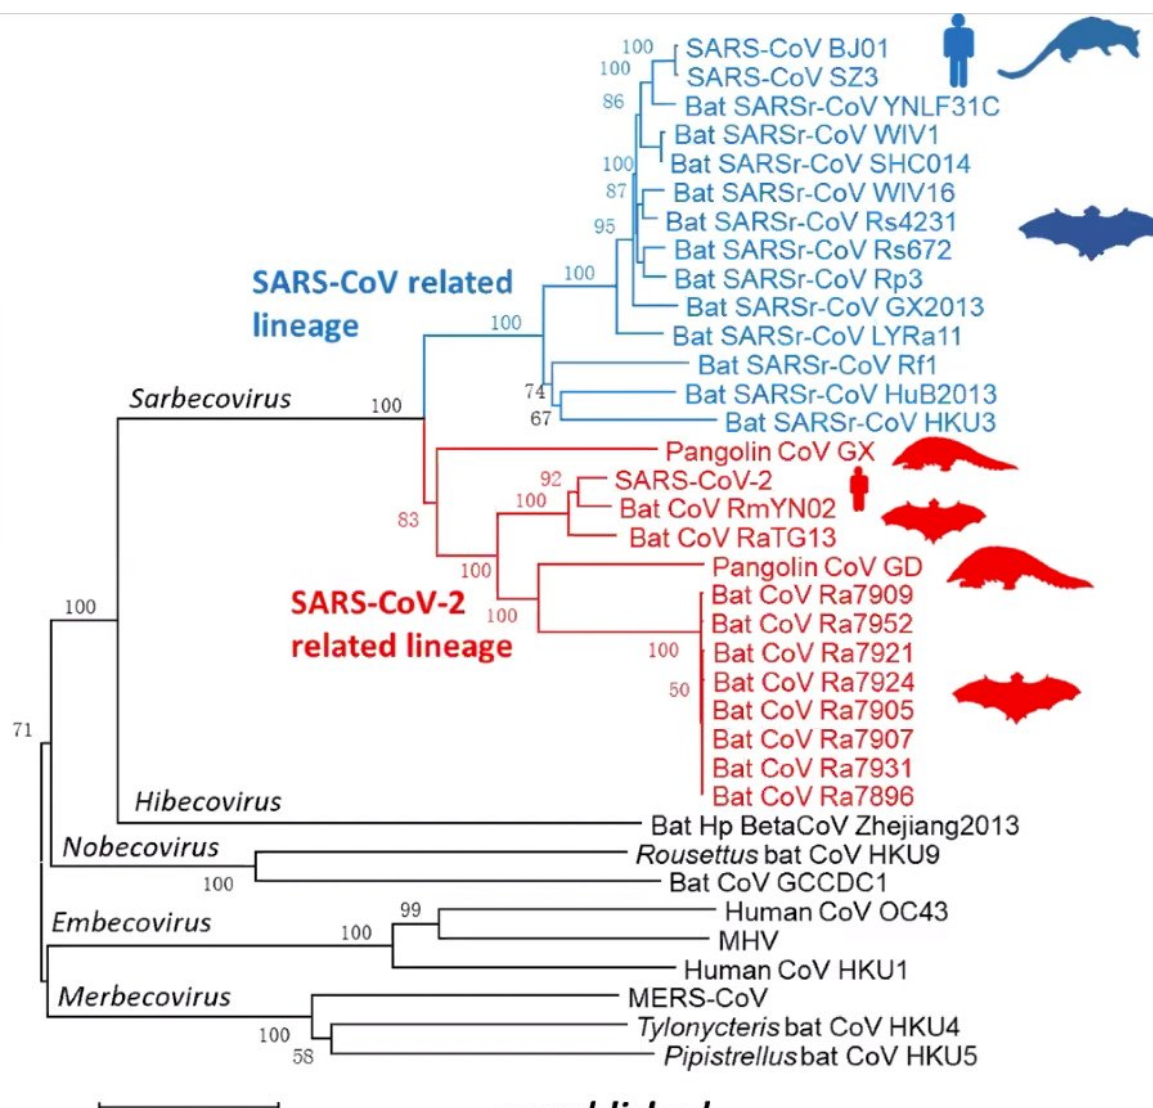 100
SARS-CoV BJ01
100
SARS-CoV SZ3
86
Bat SARSr-CoV YNLF31C
Bat SARSr-CoV WIV1
100
Bat SARSr-CoV SHC014
87
Bat SARSr-CoV WIV16
95
Bat SARSr-CoV Rs4231
Bat SARSr-CoV Rs672
100
Bat SARSr-CoV Rp3
SARS-CoV related
lineage
Bat SARSr-CoV GX2013
100
Bat SARSr-CoV LYRa11
Bat SARSr-CoV Rf1
74
Bat SARSr-CoV HuB2013
Sarbecovirus
100
67
Bat SARSr-CoV HKU3
Pangolin CoV GX
92
SARS-CoV-2
100
Bat CoV RmYN02
83
Bat CoV RaTG13
100
Pangolin CoV GD
SARS-CoV-2
related lineage
100
Bat CoV Ra7909
100
Bat CoV Ra7952
100
Bat CoV Ra7921
50
Bat CoV Ra7924
Bat CoV Ra7905
71
Bat CoV Ra7907
Bat CoV Ra7931
Bat CoV Ra7896
Hibecovirus
Bat Hp BetaCoV Zhejiang2013
Nobecovirus
Rousettus bat CoV HKU9
100
Bat CoV GCCDC1
Embecovirus
99
Human CoV OC43
100
MHV
Human CoV HKU1
Merbecovirus
MERS-CoV
100
Tylonycteris bat CoV HKU4
58
Pipistrellus bat CoV HKU5